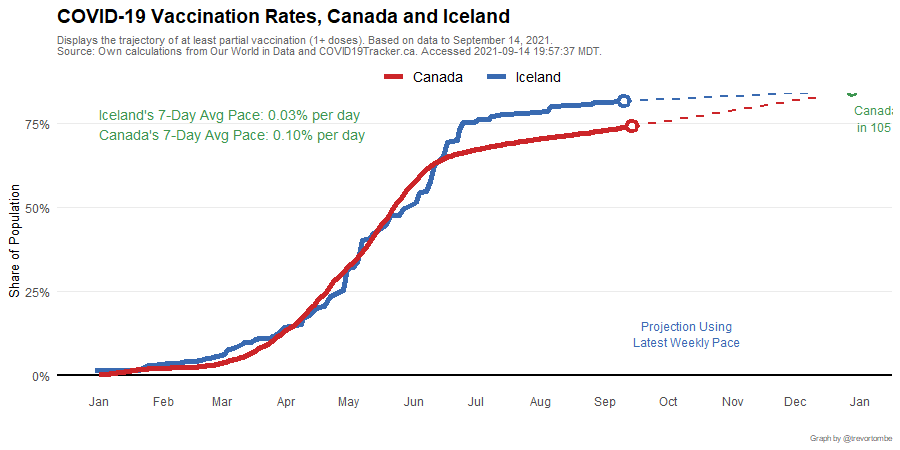 COVID-19 Vaccination Rates, Canada and Iceland
Displays the trajectory of at least partial vaccination (1+ doses). Based on data to September 14, 2021.
Source: Own calculations from Our World in Data and COVID19Tracker.ca. Accessed 2021-09-14 19:57:37 MDT.
Canada Iceland
Iceland's 7-Day Avg Pace: 0.03% per day
Canada's 7-Day Avg Pace: 0.10% per day
Canada
in 105
75%
50%
25%
0%
Share of Population
Projection Using
Latest Weekly Pace
Jan Feb Mar Apr May Jun Jul Aug Sep Oct Nov Dec Jan
Graph by @trevortombe